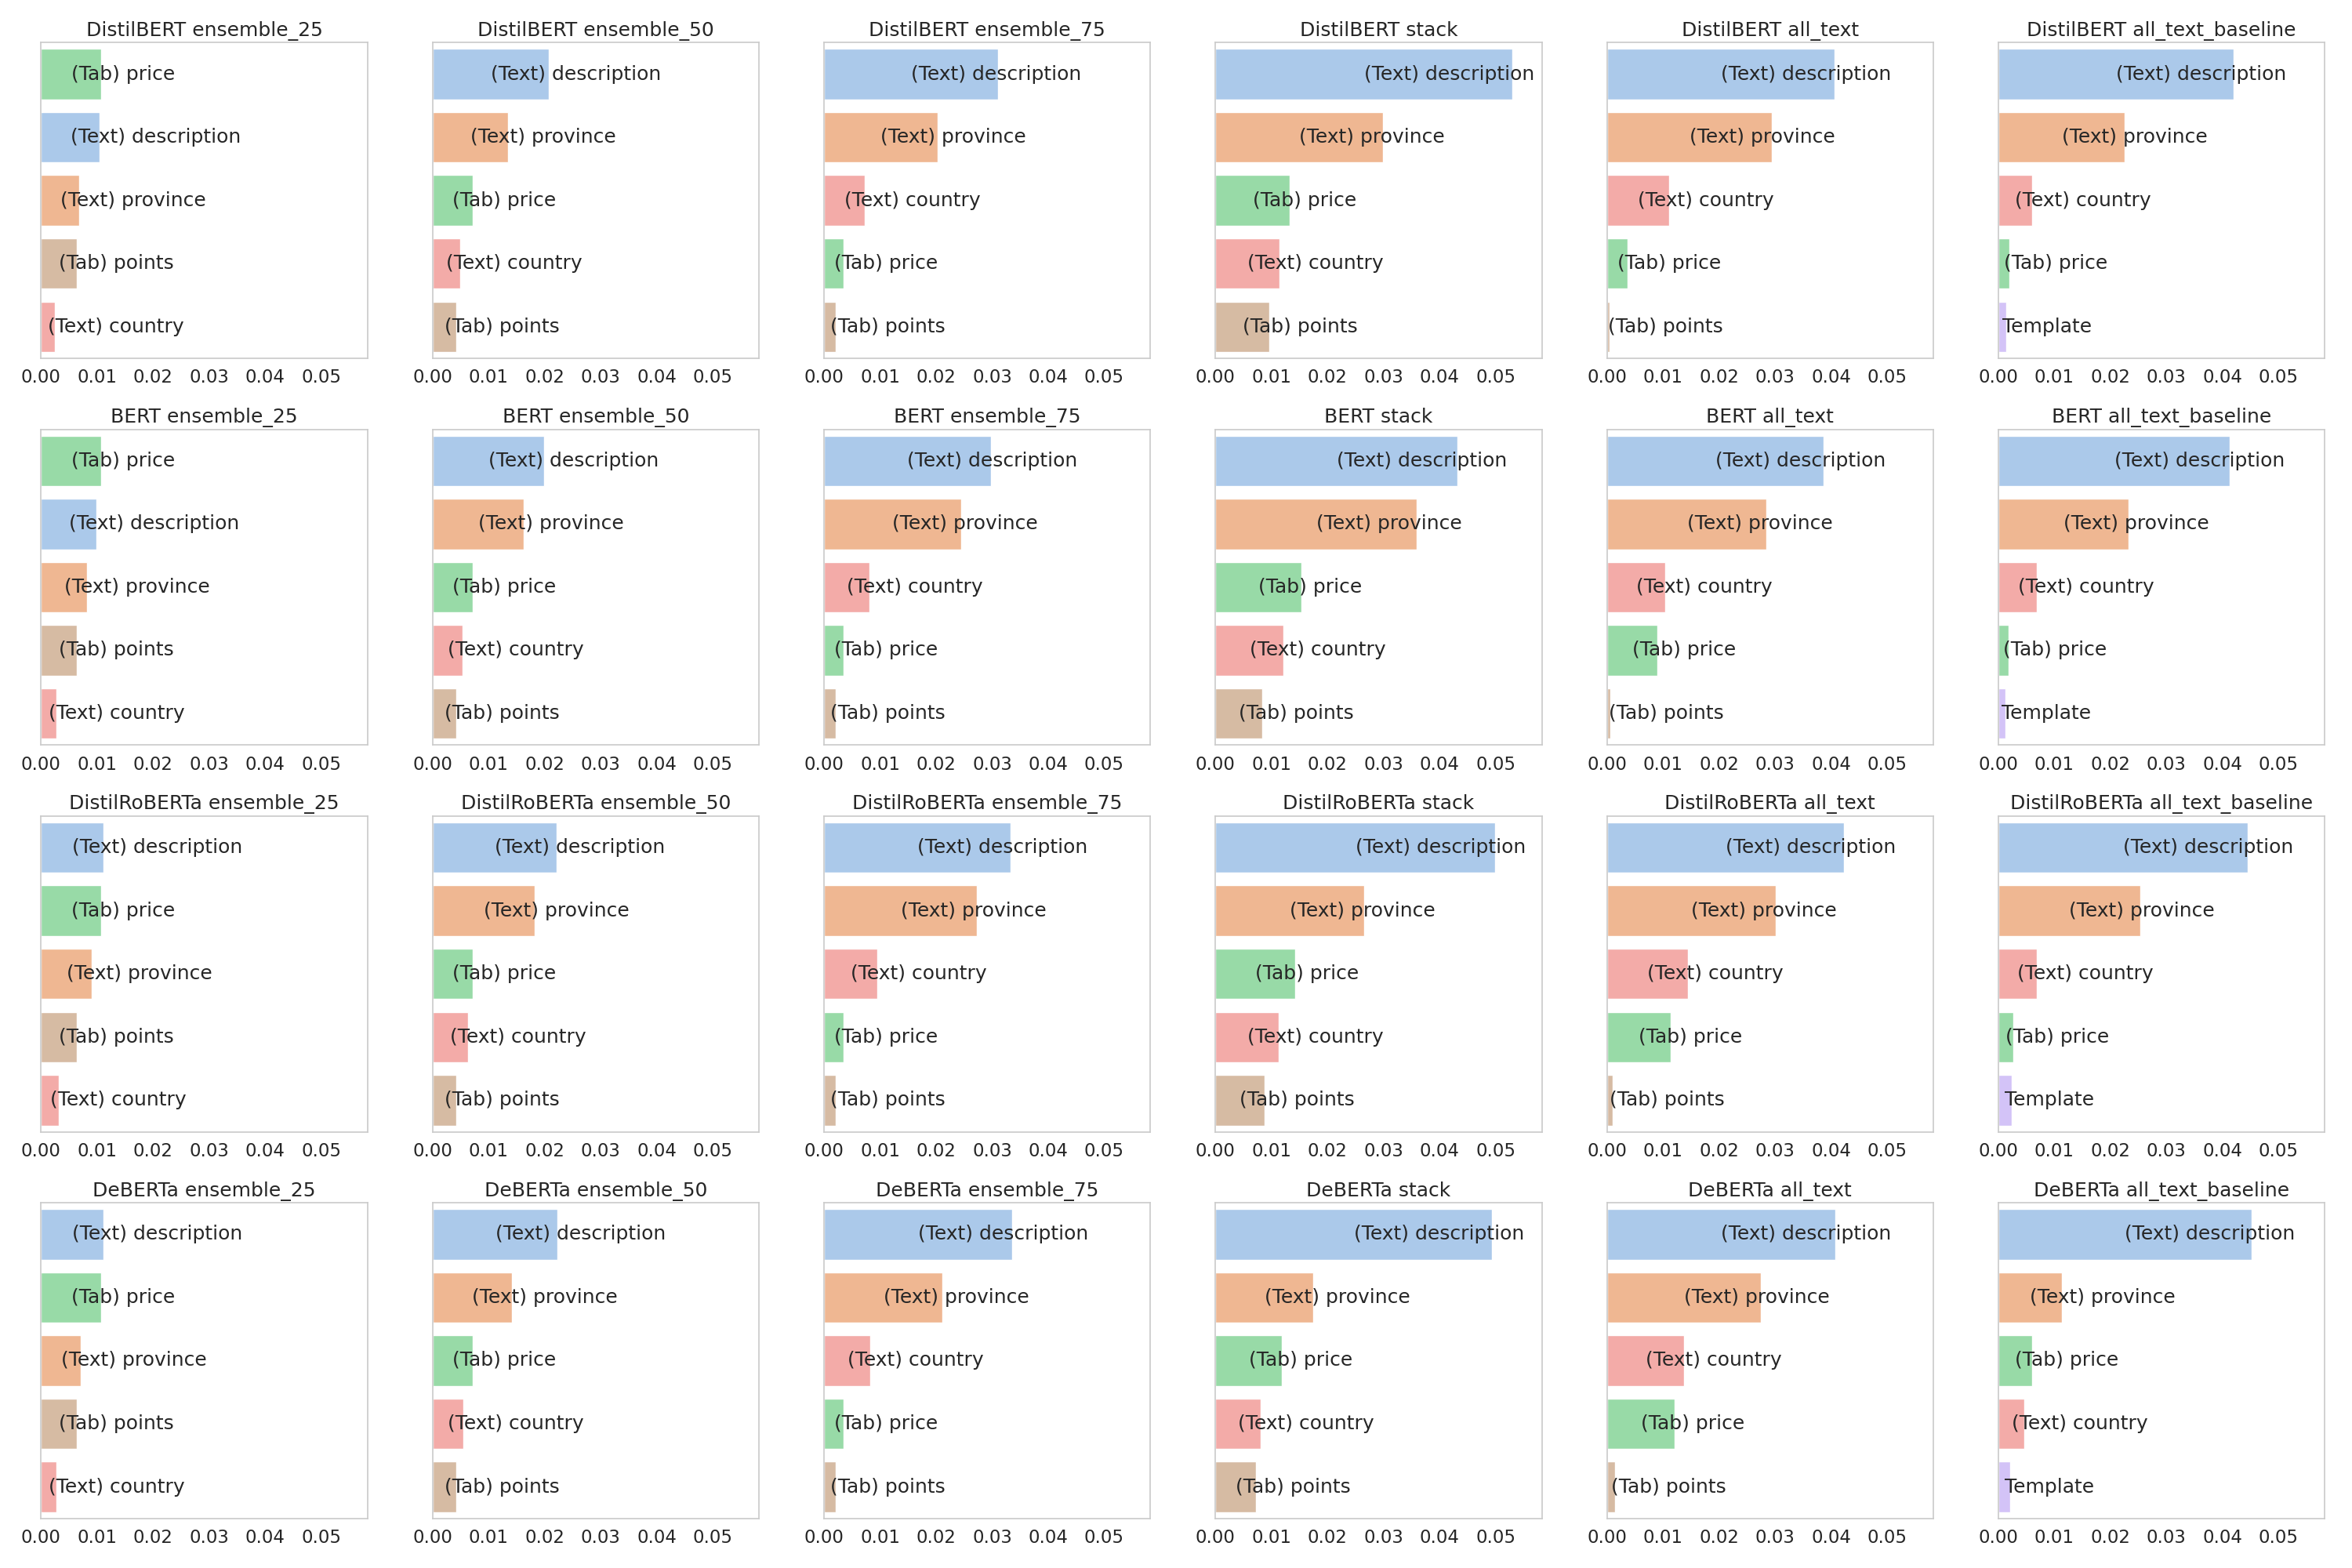 DistilBERT ensemble_25
(Tab) price
(Text) description
(Text) province
(Tab) points
(Text) country
0.00 0.01 0.02 0.03 0.04 0.05
DistilBERT ensemble_50
(Text) description
(Text) province
(Tab) price
(Text) country
(Tab) points
0.00 0.01 0.02 0.03 0.04 0.05
DistilBERT ensemble_75
(Text) description
(Text) province
(Text) country
(Tab) price
(Tab) points
0.00 0.01 0.02 0.03 0.04 0.05
DistilBERT stack
(Text) description
(Text) province
(Tab) price
(Text) country
(Tab) points
0.00 0.01 0.02 0.03 0.04 0.05
DistilBERT all_text
(Text) description
(Text) province
(Text) country
(Tab) price
(Tab) points
0.00 0.01 0.02 0.03 0.04 0.05
DistilBERT all_text_baseline
(Text) description
(Text) province
(Text) country
(Tab) price
Template
0.00 0.01 0.02 0.03 0.04 0.05
BERT ensemble_25
(Tab) price
(Text) description
(Text) province
(Tab) points
(Text) country
0.00 0.01 0.02 0.03 0.04 0.05
BERT ensemble_50
(Text) description
(Text) province
(Tab) price
(Text) country
(Tab) points
0.00 0.01 0.02 0.03 0.04 0.05
BERT ensemble_75
(Text) description
(Text) province
(Text) country
(Tab) price
(Tab) points
0.00 0.01 0.02 0.03 0.04 0.05
BERT stack
(Text) description
(Text) province
(Tab) price
(Text) country
(Tab) points
0.00 0.01 0.02 0.03 0.04 0.05
BERT all_text
(Text) description
(Text) province
(Text) country
(Tab) price
(Tab) points
0.00 0.01 0.02 0.03 0.04 0.05
BERT all_text_baseline
(Text) description
(Text) province
(Text) country
(Tab) price
Template
0.00 0.01 0.02 0.03 0.04 0.05
DistilRoBERTa ensemble_25
(Text) description
(Tab) price
(Text) province
(Tab) points
(Text) country
0.00 0.01 0.02 0.03 0.04 0.05
DistilRoBERTa ensemble_50
(Text) description
(Text) province
(Tab) price
(Text) country
(Tab) points
0.00 0.01 0.02 0.03 0.04 0.05
DistilRoBERTa ensemble_75
(Text) description
(Text) province
(Text) country
(Tab) price
(Tab) points
0.00 0.01 0.02 0.03 0.04 0.05
DistilRoBERTa stack
(Text) description
(Text) province
(Tab) price
(Text) country
(Tab) points
0.00 0.01 0.02 0.03 0.04 0.05
DistilRoBERTa all_text
(Text) description
(Text) province
(Text) country
(Tab) price
(Tab) points
0.00 0.01 0.02 0.03 0.04 0.05
DistilRoBERTa all_text_baseline
(Text) description
(Text) province
(Text) country
(Tab) price
Template
0.00 0.01 0.02 0.03 0.04 0.05
DeBERTa ensemble_25
(Text) description
(Tab) price
(Text) province
(Tab) points
(Text) country
0.00 0.01 0.02 0.03 0.04 0.05
DeBERTa ensemble_50
(Text) description
(Text) province
(Tab) price
(Text) country
(Tab) points
0.00 0.01 0.02 0.03 0.04 0.05
DeBERTa ensemble_75
(Text) description
(Text) province
(Text) country
(Tab) price
(Tab) points
0.00 0.01 0.02 0.03 0.04 0.05
DeBERTa stack
(Text) description
(Text) province
(Tab) price
(Text) country
(Tab) points
0.00 0.01 0.02 0.03 0.04 0.05
DeBERTa all_text
(Text) description
(Text) province
(Text) country
(Tab) price
(Tab) points
0.00 0.01 0.02 0.03 0.04 0.05
DeBERTa all_text_baseline
(Text) description
(Text) province
(Tab) price
(Text) country
Template
0.00 0.01 0.02 0.03 0.04 0.05